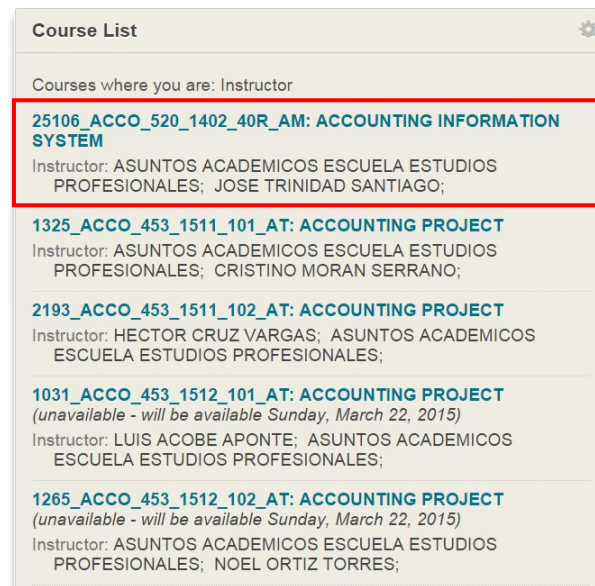 Course List
Courses where you are: Instructor
25106_ACCO_520_1402_40R_AM: ACCOUNTING INFORMATION
SYSTEM
Instructor: ASUNTOS ACADEMICOS ESCUELA ESTUDIOS
PROFESIONALES; JOSE TRINIDAD SANTIAGO;
1325_ACCO_453_1511_101_AT: ACCOUNTING PROJECT
Instructor: ASUNTOS ACADEMICOS ESCUELA ESTUDIOS
PROFESIONALES; CRISTINO MORAN SERRANO;
2193_ACCO_453_1511_102_AT: ACCOUNTING PROJECT
Instructor: HECTOR CRUZ VARGAS; ASUNTOS ACADEMICOS
ESCUELA ESTUDIOS PROFESIONALES;
1031_ACCO_453_1512_101_AT: ACCOUNTING PROJECT
(unavailable - will be available Sunday, March 22, 2015)
Instructor: LUIS ACOBE APONTE; ASUNTOS ACADEMICOS
ESCUELA ESTUDIOS PROFESIONALES;
1265_ACCO_453_1512_102_AT: ACCOUNTING PROJECT
(unavailable - will be available Sunday, March 22, 2015)
Instructor: ASUNTOS ACADEMICOS ESCUELA ESTUDIOS
PROFESIONALES; NOEL ORTIZ TORRES;